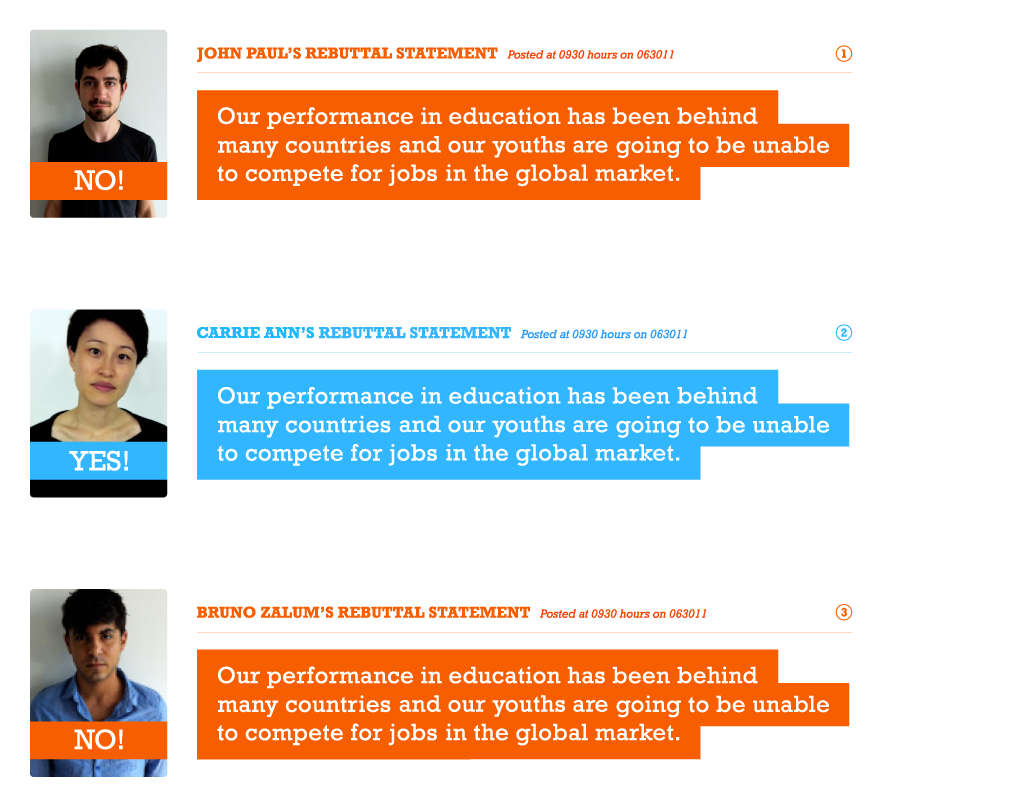 JOHN PAUL’S REBUTTAL STATEMENT Posted at 0930 hours on 063011 1
Our performance in education has been behind
many countries and our youths are going to be unable
to compete for jobs in the global market.
NO!
CARRIE ANN’S REBUTTAL STATEMENT Posted at 0930 hours on 063011 2
Our performance in education has been behind
many countries and our youths are going to be unable
to compete for jobs in the global market.
YES!
BRUNO ZALUM’S REBUTTAL STATEMENT Posted at 0930 hours on 063011 3
Our performance in education has been behind
many countries and our youths are going to be unable
to compete for jobs in the global market.
NO!